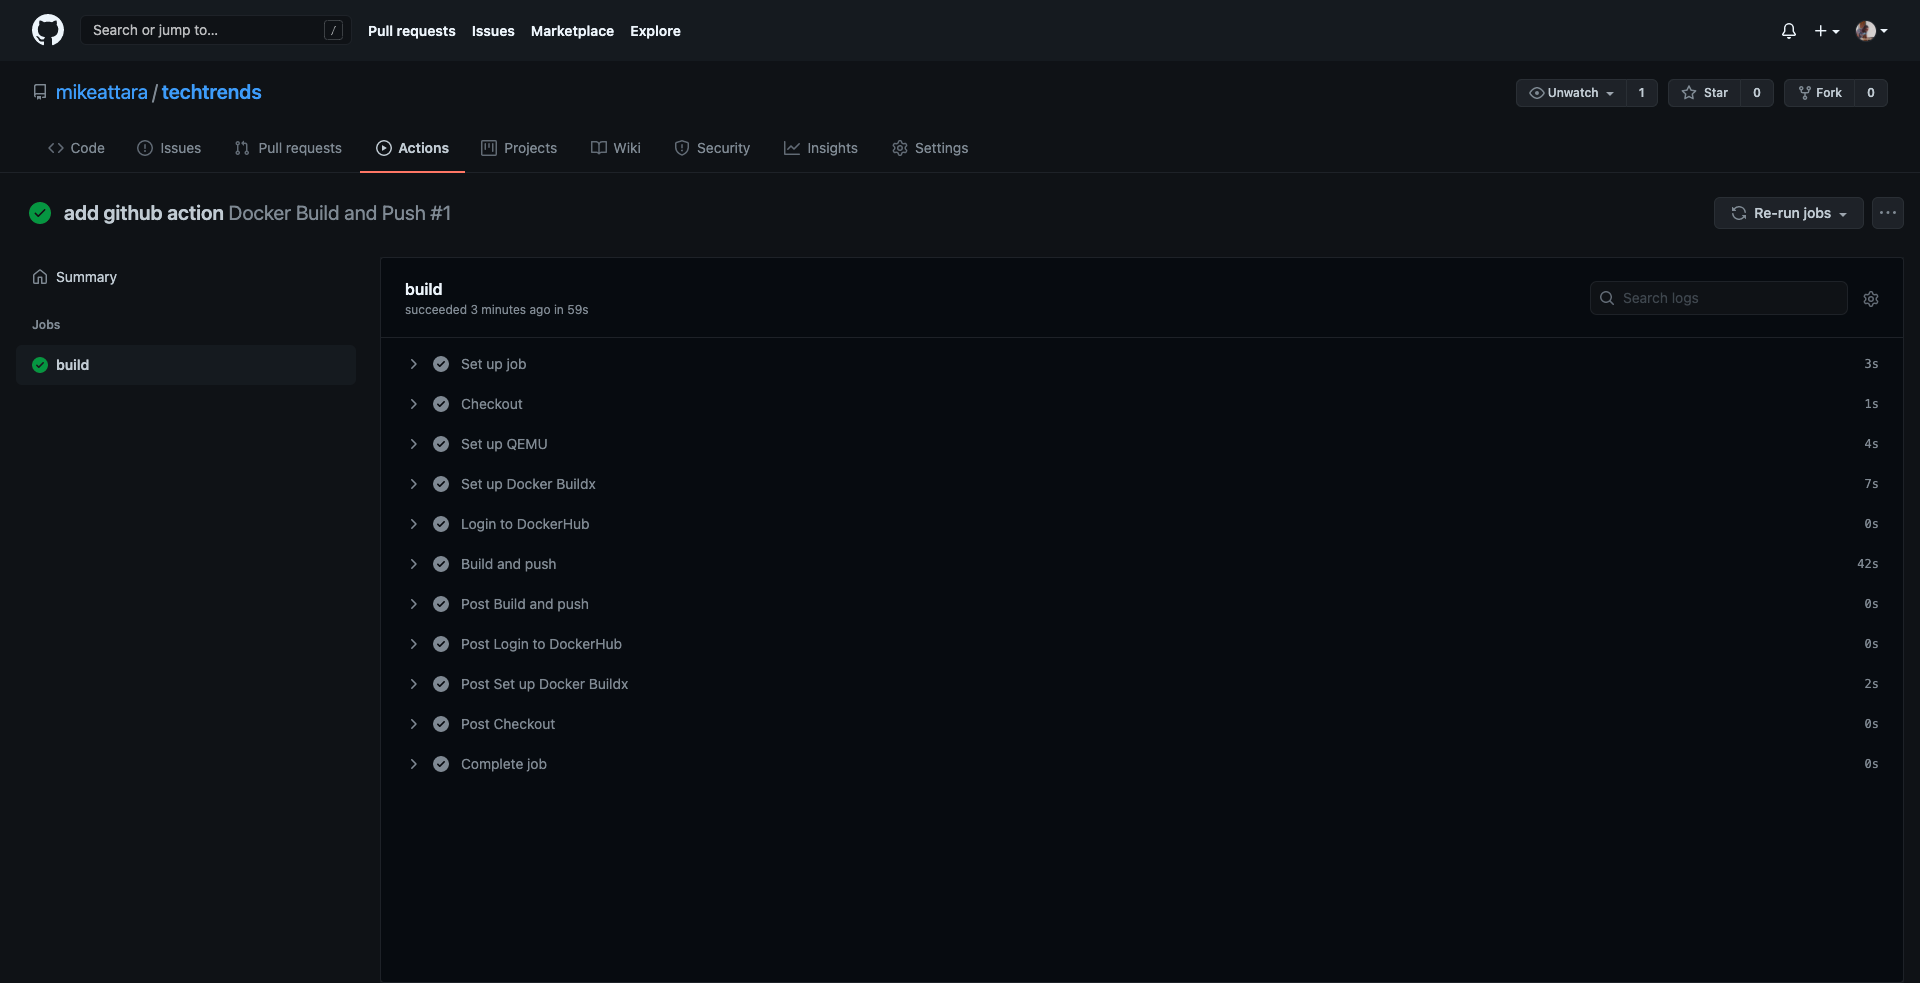 Search or jump to... /
Pull requests Issues Marketplace Explore
mikeattara / techtrends
Unwatch 1 Star 0 Fork 0
Code Issues Pull requests Actions Projects Wiki Security Insights Settings
add github action Docker Build and Push #1
Re-run jobs
Summary
Jobs
build
build
succeeded 3 minutes ago in 59s
Search logs
Set up job 3s
Checkout 1s
Set up QEMU 4s
Set up Docker Buildx 7s
Login to DockerHub 0s
Build and push 42s
Post Build and push 0s
Post Login to DockerHub 0s
Post Set up Docker Buildx 2s
Post Checkout 0s
Complete job 0s